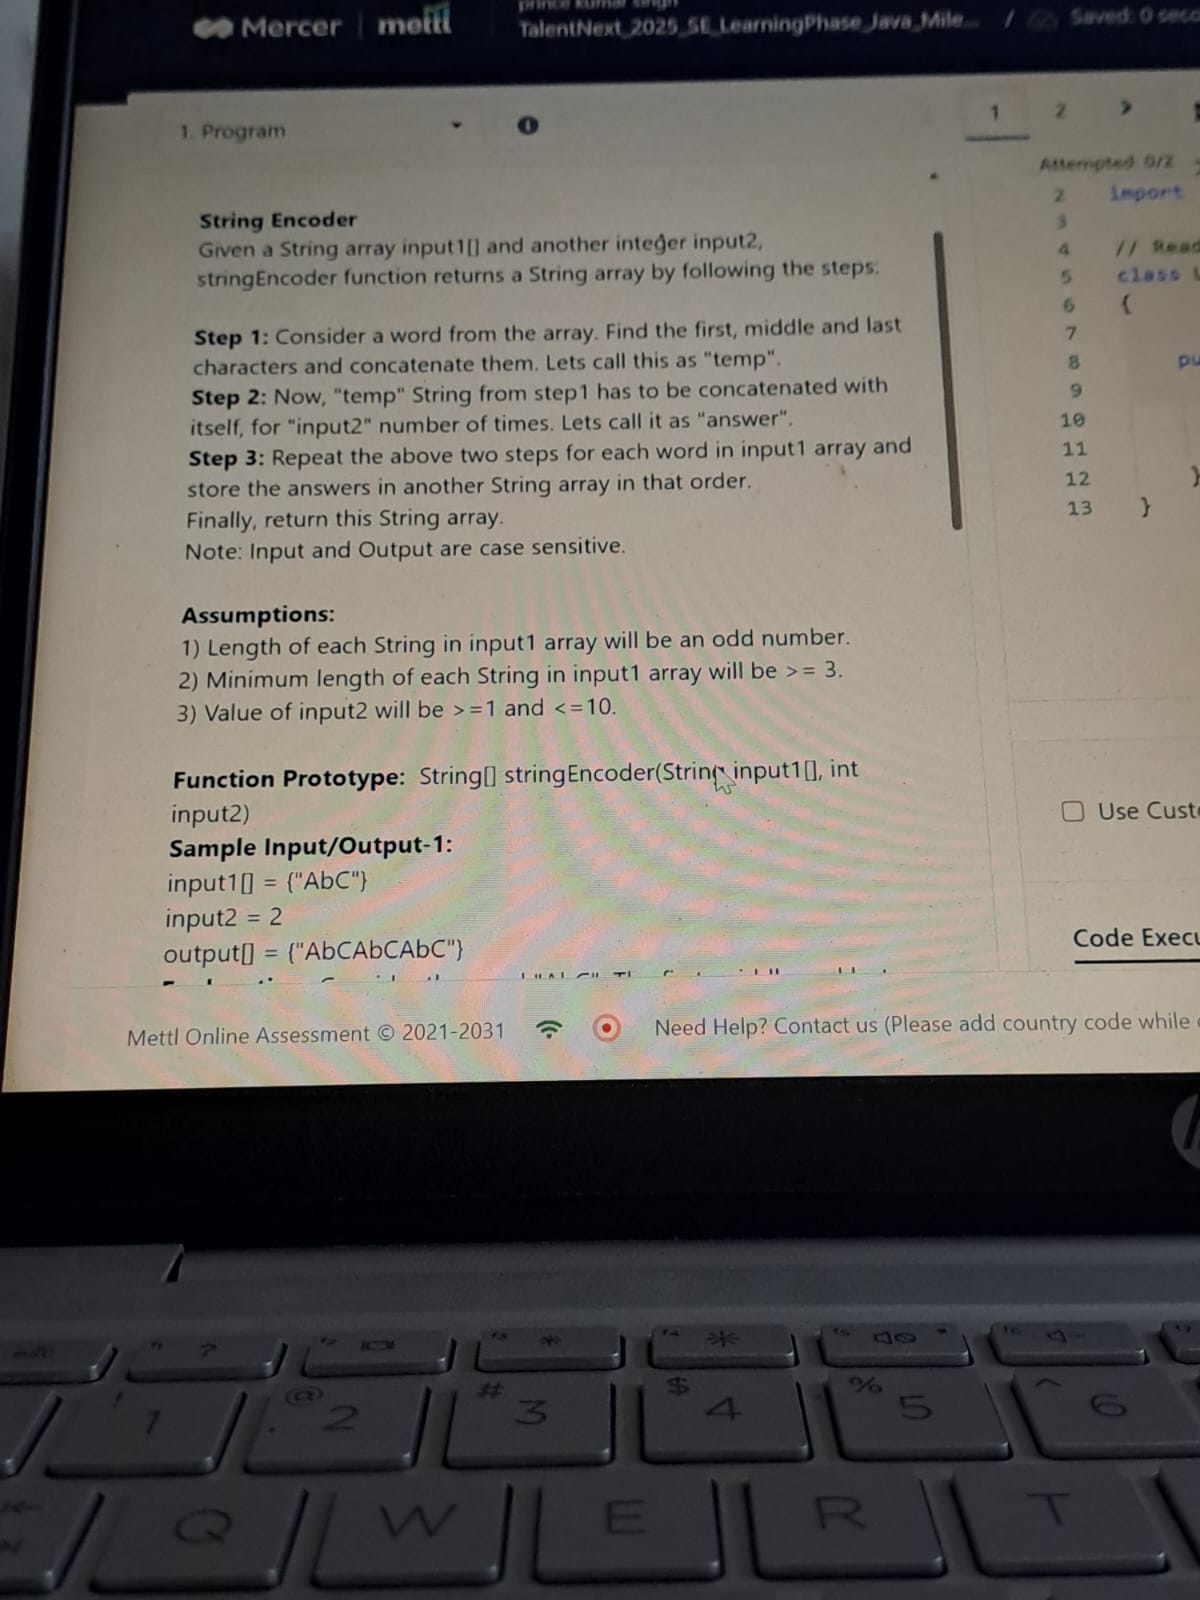 Mercer | mettl
prince kumar singh
TalentNext_2025_SE_LearningPhase_Java_Mile... / Saved: 0 seco
1. Program
1 2 >
Attempted: 0/2
String Encoder
Given a String array input1[] and another integer input2,
stringEncoder function returns a String array by following the steps:
Step 1: Consider a word from the array. Find the first, middle and last
characters and concatenate them. Lets call this as "temp".
Step 2: Now, "temp" String from step1 has to be concatenated with
itself, for "input2" number of times. Lets call it as "answer".
Step 3: Repeat the above two steps for each word in input1 array and
store the answers in another String array in that order.
Finally, return this String array.
Note: Input and Output are case sensitive.
Assumptions:
1) Length of each String in input1 array will be an odd number.
2) Minimum length of each String in input1 array will be >= 3.
3) Value of input2 will be >=1 and <=10.
Function Prototype: String[] stringEncoder(String input1[], int
input2)
Sample Input/Output-1:
input1[] = {"AbC"}
input2 = 2
output[] = {"AbCAbCAbC"}
2 import
3
4 // Read
5 class
6 {
7
8 pu
9
10
11
12 }
13 }
Use Custo
Code Execu
Mettl Online Assessment © 2021-2031 Need Help? Contact us (Please add country code while
? 
! 1 @ 2 # 3 $ 4 % 5 ^ 6
Q W E R T